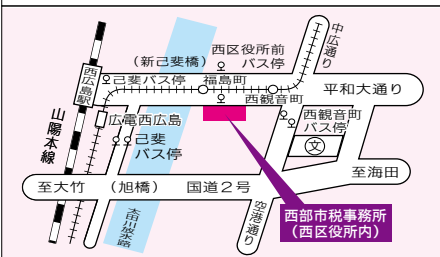 中広通り
西区役所前
バス停
(新己斐橋)
西広島駅
己斐バス停
福島町
平和大通り
西観音町
西観音町
バス停
広電西広島
己斐
バス停
山陽本線
文
至海田
至大竹
(旭橋)
国道2号
太田川放水路
空港通り
西部市税事務所
(西区役所内)